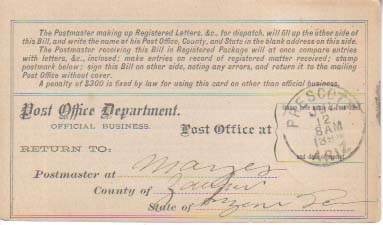 The Postmaster making up Registered Letters, &c., for dispatch, will fill up the other side
of this Bill, and write the name of his Post Office, County, and State in the blank address on this side.
The Postmaster receiving this Bill in Registered Package will at once compare entries
with letters, &c., inclosed; make entries on record of registered matter received; stamp
postmark below; sign this Bill on other side, noting any errors, and return it to the mailing
Post Office without cover.
A penalty of $300 is fixed by law for using this card on other than official business.
Post Office Department.
OFFICIAL BUSINESS.
Post Office at
PRESCOTT
12
8 AM
ARIZ.
and date
RETURN TO:
Postmaster at
County of
State of